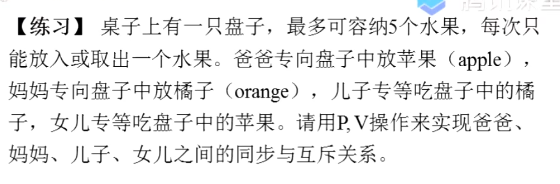 【练习】 桌子上有一只盘子，最多可容纳5个水果，每次只
能放入或取出一个水果。爸爸专向盘子中放苹果（apple），
妈妈专向盘子中放橘子（orange），儿子专等吃盘子中的橘
子，女儿专等吃盘子中的苹果。请用P, V操作来实现爸爸、
妈妈、儿子、女儿之间的同步与互斥关系。